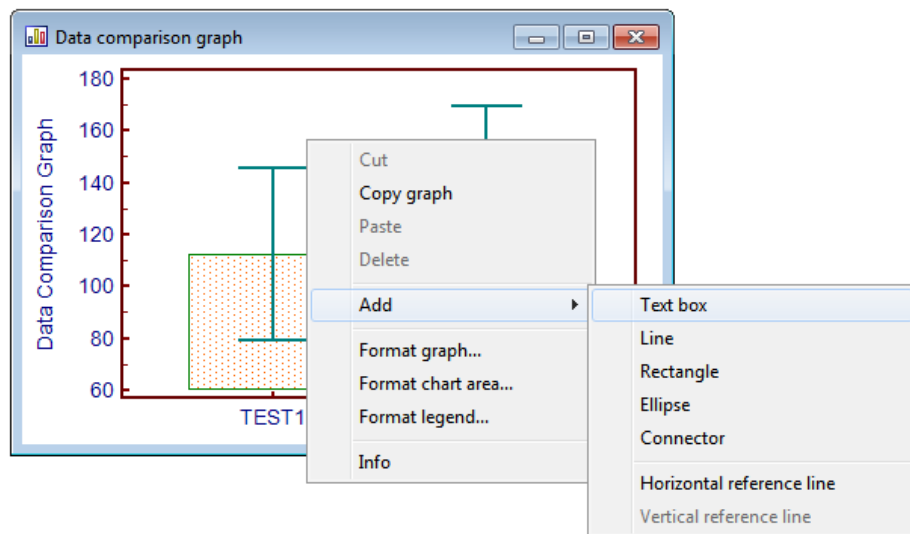 Data comparison graph
Data Comparison Graph
180
160
140
120
100
80
60
TEST1
Cut
Copy graph
Paste
Delete
Add
Format graph...
Format chart area...
Format legend...
Info
Text box
Line
Rectangle
Ellipse
Connector
Horizontal reference line
Vertical reference line